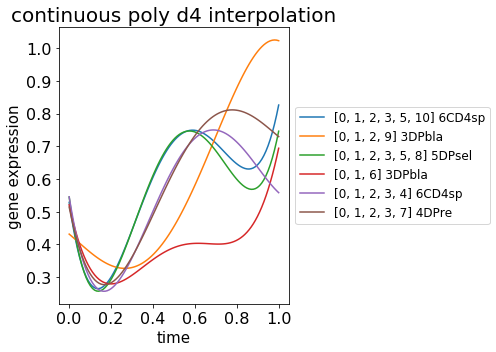 continuous poly d4 interpolation
gene expression
1.0
0.9
0.8
0.7
0.6
0.5
0.4
0.3
0.0 0.2 0.4 0.6 0.8 1.0
time
[0, 1, 2, 3, 5, 10] 6CD4sp
[0, 1, 2, 9] 3DPbla
[0, 1, 2, 3, 5, 8] 5DPsel
[0, 1, 6] 3DPbla
[0, 1, 2, 3, 4] 6CD4sp
[0, 1, 2, 3, 7] 4DPre